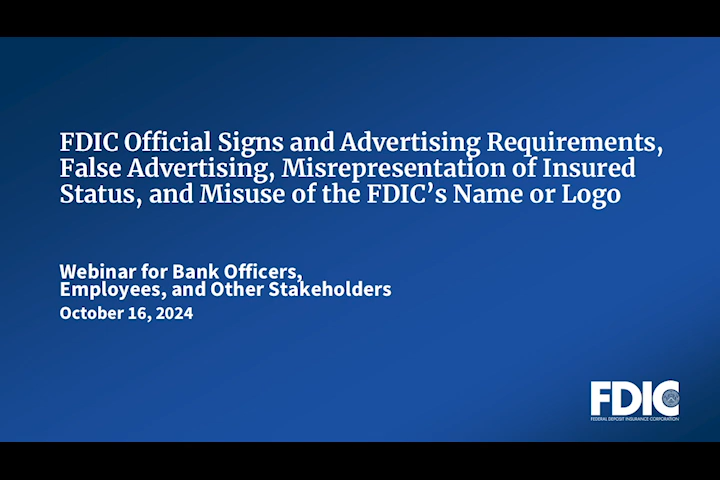 FDIC Official Signs and Advertising Requirements,
False Advertising, Misrepresentation of Insured
Status, and Misuse of the FDIC’s Name or Logo
Webinar for Bank Officers,
Employees, and Other Stakeholders
October 16, 2024
FDIC
FEDERAL DEPOSIT INSURANCE CORPORATION